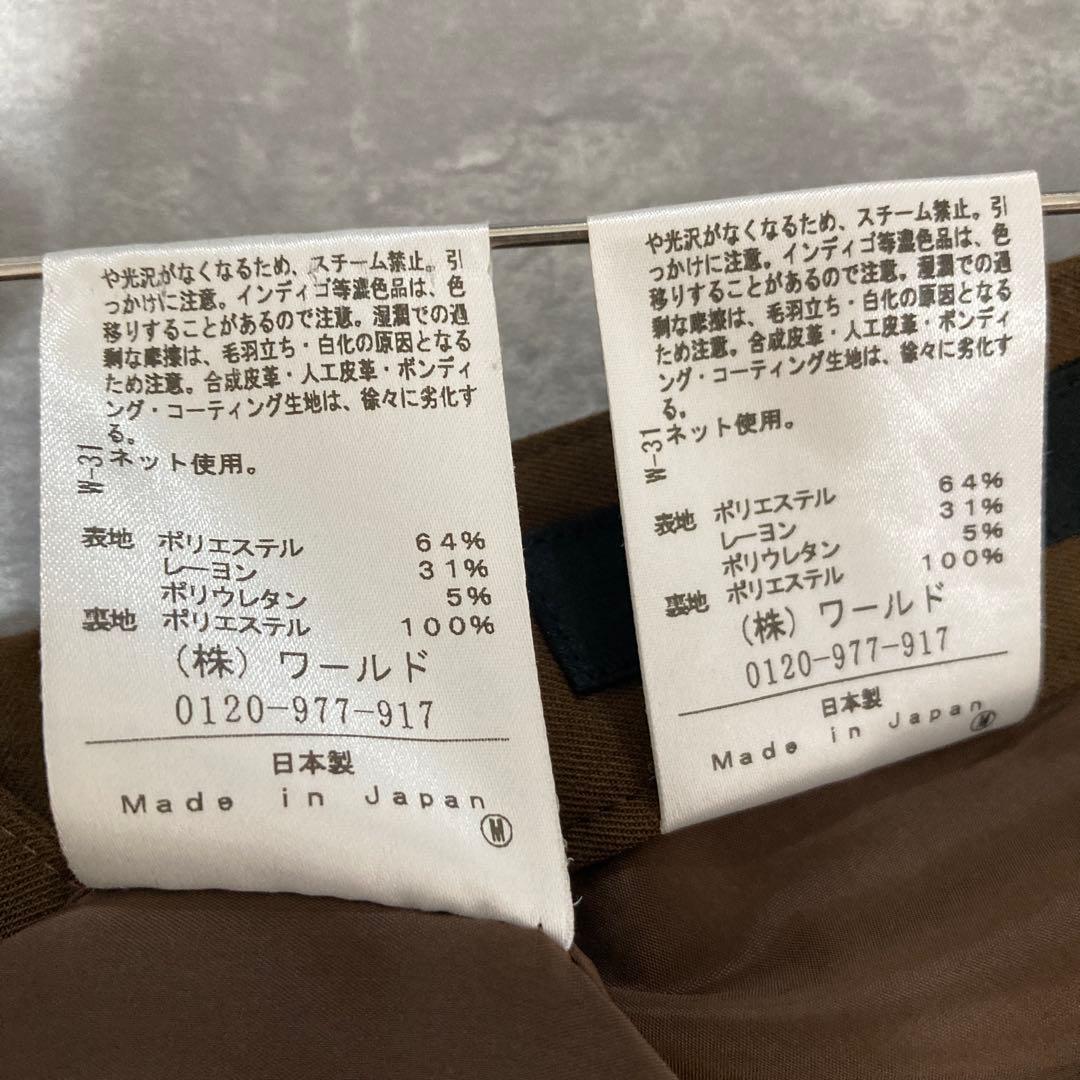 や光沢がなくなるため、スチーム禁止。引
っかけに注意。インディゴ等濃色品は、色
移りすることがあるので注意。湿潤での過
剰な摩擦は、毛羽立ち・白化の原因となる
ため注意。合成皮革・人工皮革・ボンディ
ング・コーティング生地は、徐々に劣化す
る。
ネット使用。
W-31
表地 ポリエステル 64%
レーヨン 31%
ポリウレタン 5%
裏地 ポリエステル 100%
(株)ワールド
0120-977-917
日本製
Made in Japan
M
や光沢がなくなるため、スチーム禁止。引
っかけに注意。インディゴ等濃色品は、色
移りすることがあるので注意。湿潤での過
剰な摩擦は、毛羽立ち・白化の原因となる
ため注意。合成皮革・人工皮革・ボンディ
ング・コーティング生地は、徐々に劣化す
る。
ネット使用。
W-31
表地 ポリエステル 64%
レーヨン 31%
ポリウレタン 5%
裏地 ポリエステル 100%
(株)ワールド
0120-977-917
日本製
Made in Japan
M